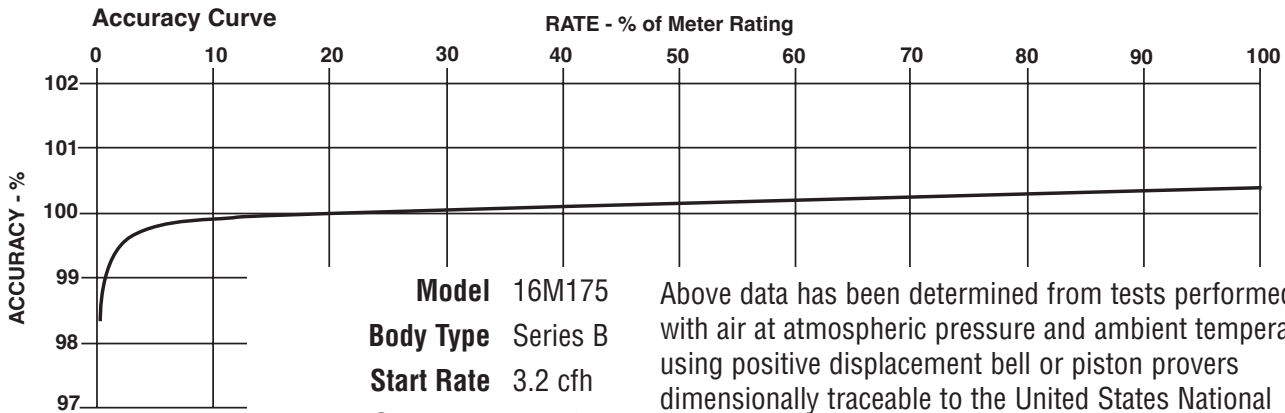 Accuracy Curve
RATE - % of Meter Rating
0 10 20 30 40 50 60 70 80 90 100
102
101
100
99
98
97
ACCURACY - %
Model 16M175
Body Type Series B
Start Rate 3.2 cfh
Above data has been determined from tests performed
with air at atmospheric pressure and ambient
using positive displacement bell or piston provers
dimensionally traceable to the United States National